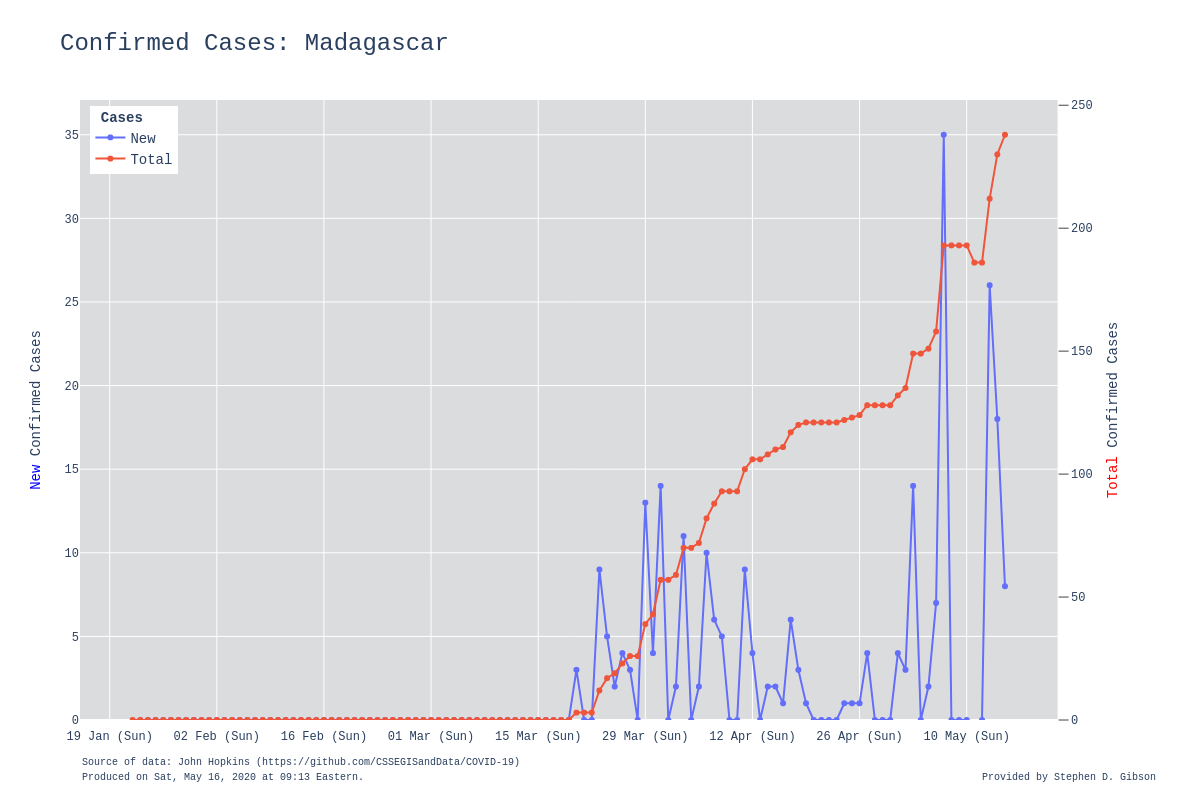 Confirmed Cases: Madagascar
Cases
New
Total
35
30
25
20
15
10
5
0
250
200
150
100
50
0
New Confirmed Cases
Total Confirmed Cases
19 Jan (Sun) 02 Feb (Sun) 16 Feb (Sun) 01 Mar (Sun) 15 Mar (Sun) 29 Mar (Sun) 12 Apr (Sun) 26 Apr (Sun) 10 May (Sun)
Source of data: John Hopkins (https://github.com/CSSEGISandData/COVID-19)
Produced on Sat, May 16, 2020 at 09:13 Eastern.
Provided by Stephen D. Gibson